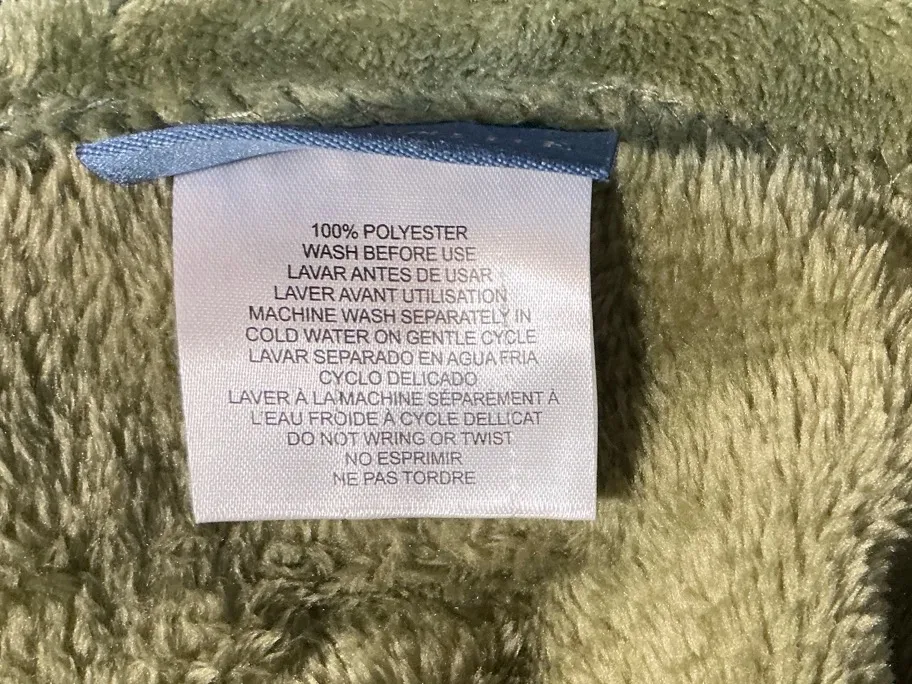 100% POLYESTER
WASH BEFORE USE
LAVAR ANTES DE USAR
LAVER AVANT UTILISATION
MACHINE WASH SEPARATELY IN
COLD WATER ON GENTLE CYCLE
LAVAR SEPARADO EN AGUA FRIA
CYCLO DELICADO
LAVER À LA MACHINE SÉPARÉMENT À
L'EAU FROIDE À CYCLE DELLICAT
DO NOT WRING OR TWIST
NO ESPRIMIR
NE PAS TORDRE